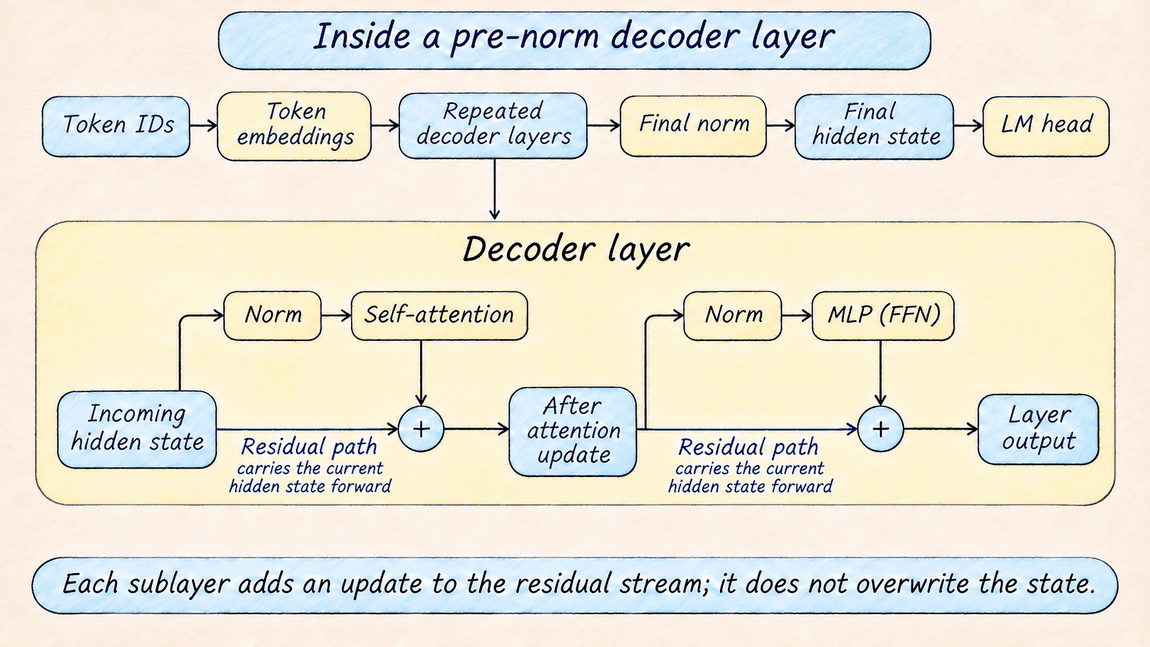 Inside a pre-norm decoder layer
Token IDs
Token
embeddings
Repeated
decoder layers
Final norm
Final
hidden state
LM head
Decoder layer
Norm
Self-attention
Norm
MLP (FFN)
Incoming
hidden state
Residual path
carries the current
hidden state forward
+
After
attention
update
Residual path
carries the current
hidden state forward
+
Layer
output
Each sublayer adds an update to the residual stream; it does not overwrite the state.